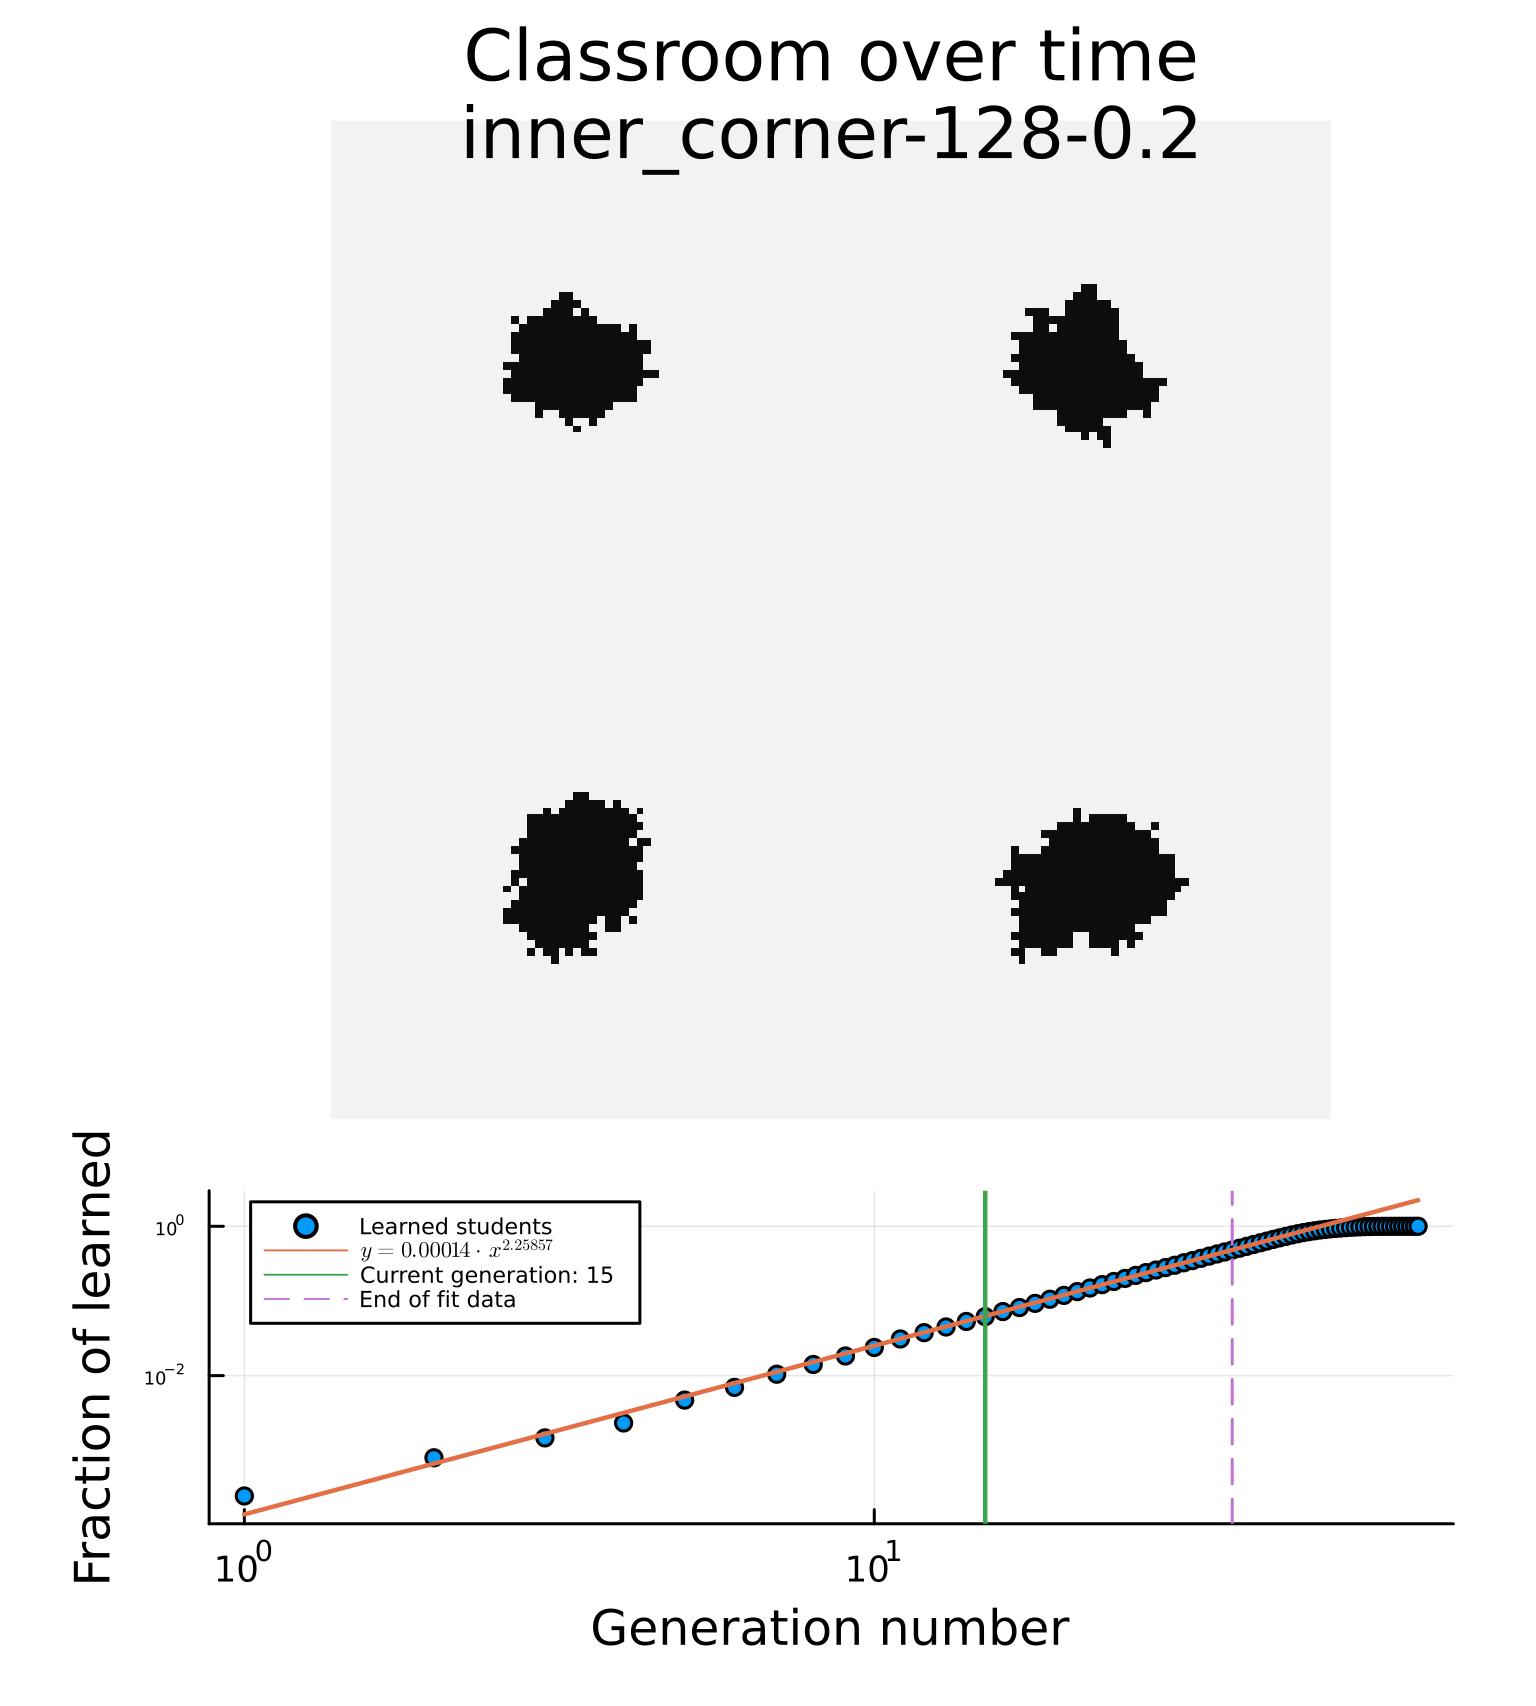 Classroom over time
inner_corner-128-0.2
Fraction of learned
10^0
10^-2
Learned students
y = 0.00014 · x^2.25857
Current generation: 15
End of fit data
10^0
10^1
Generation number